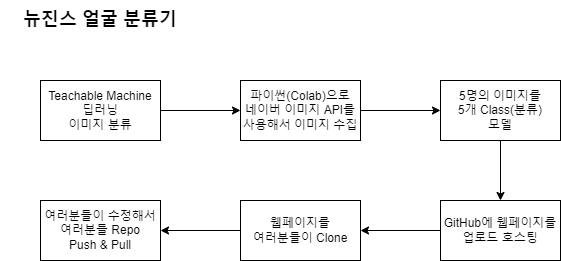 뉴진스 얼굴 분류기
Teachable Machine
딥러닝
이미지 분류
파이썬(Colab)으로
네이버 이미지 API를
사용해서 이미지 수집
5명의 이미지를
5개 Class(분류)
모델
GitHub에 웹페이지를
업로드 호스팅
웹페이지를
여러분들이 Clone
여러분들이 수정해서
여러분들 Repo
Push & Pull